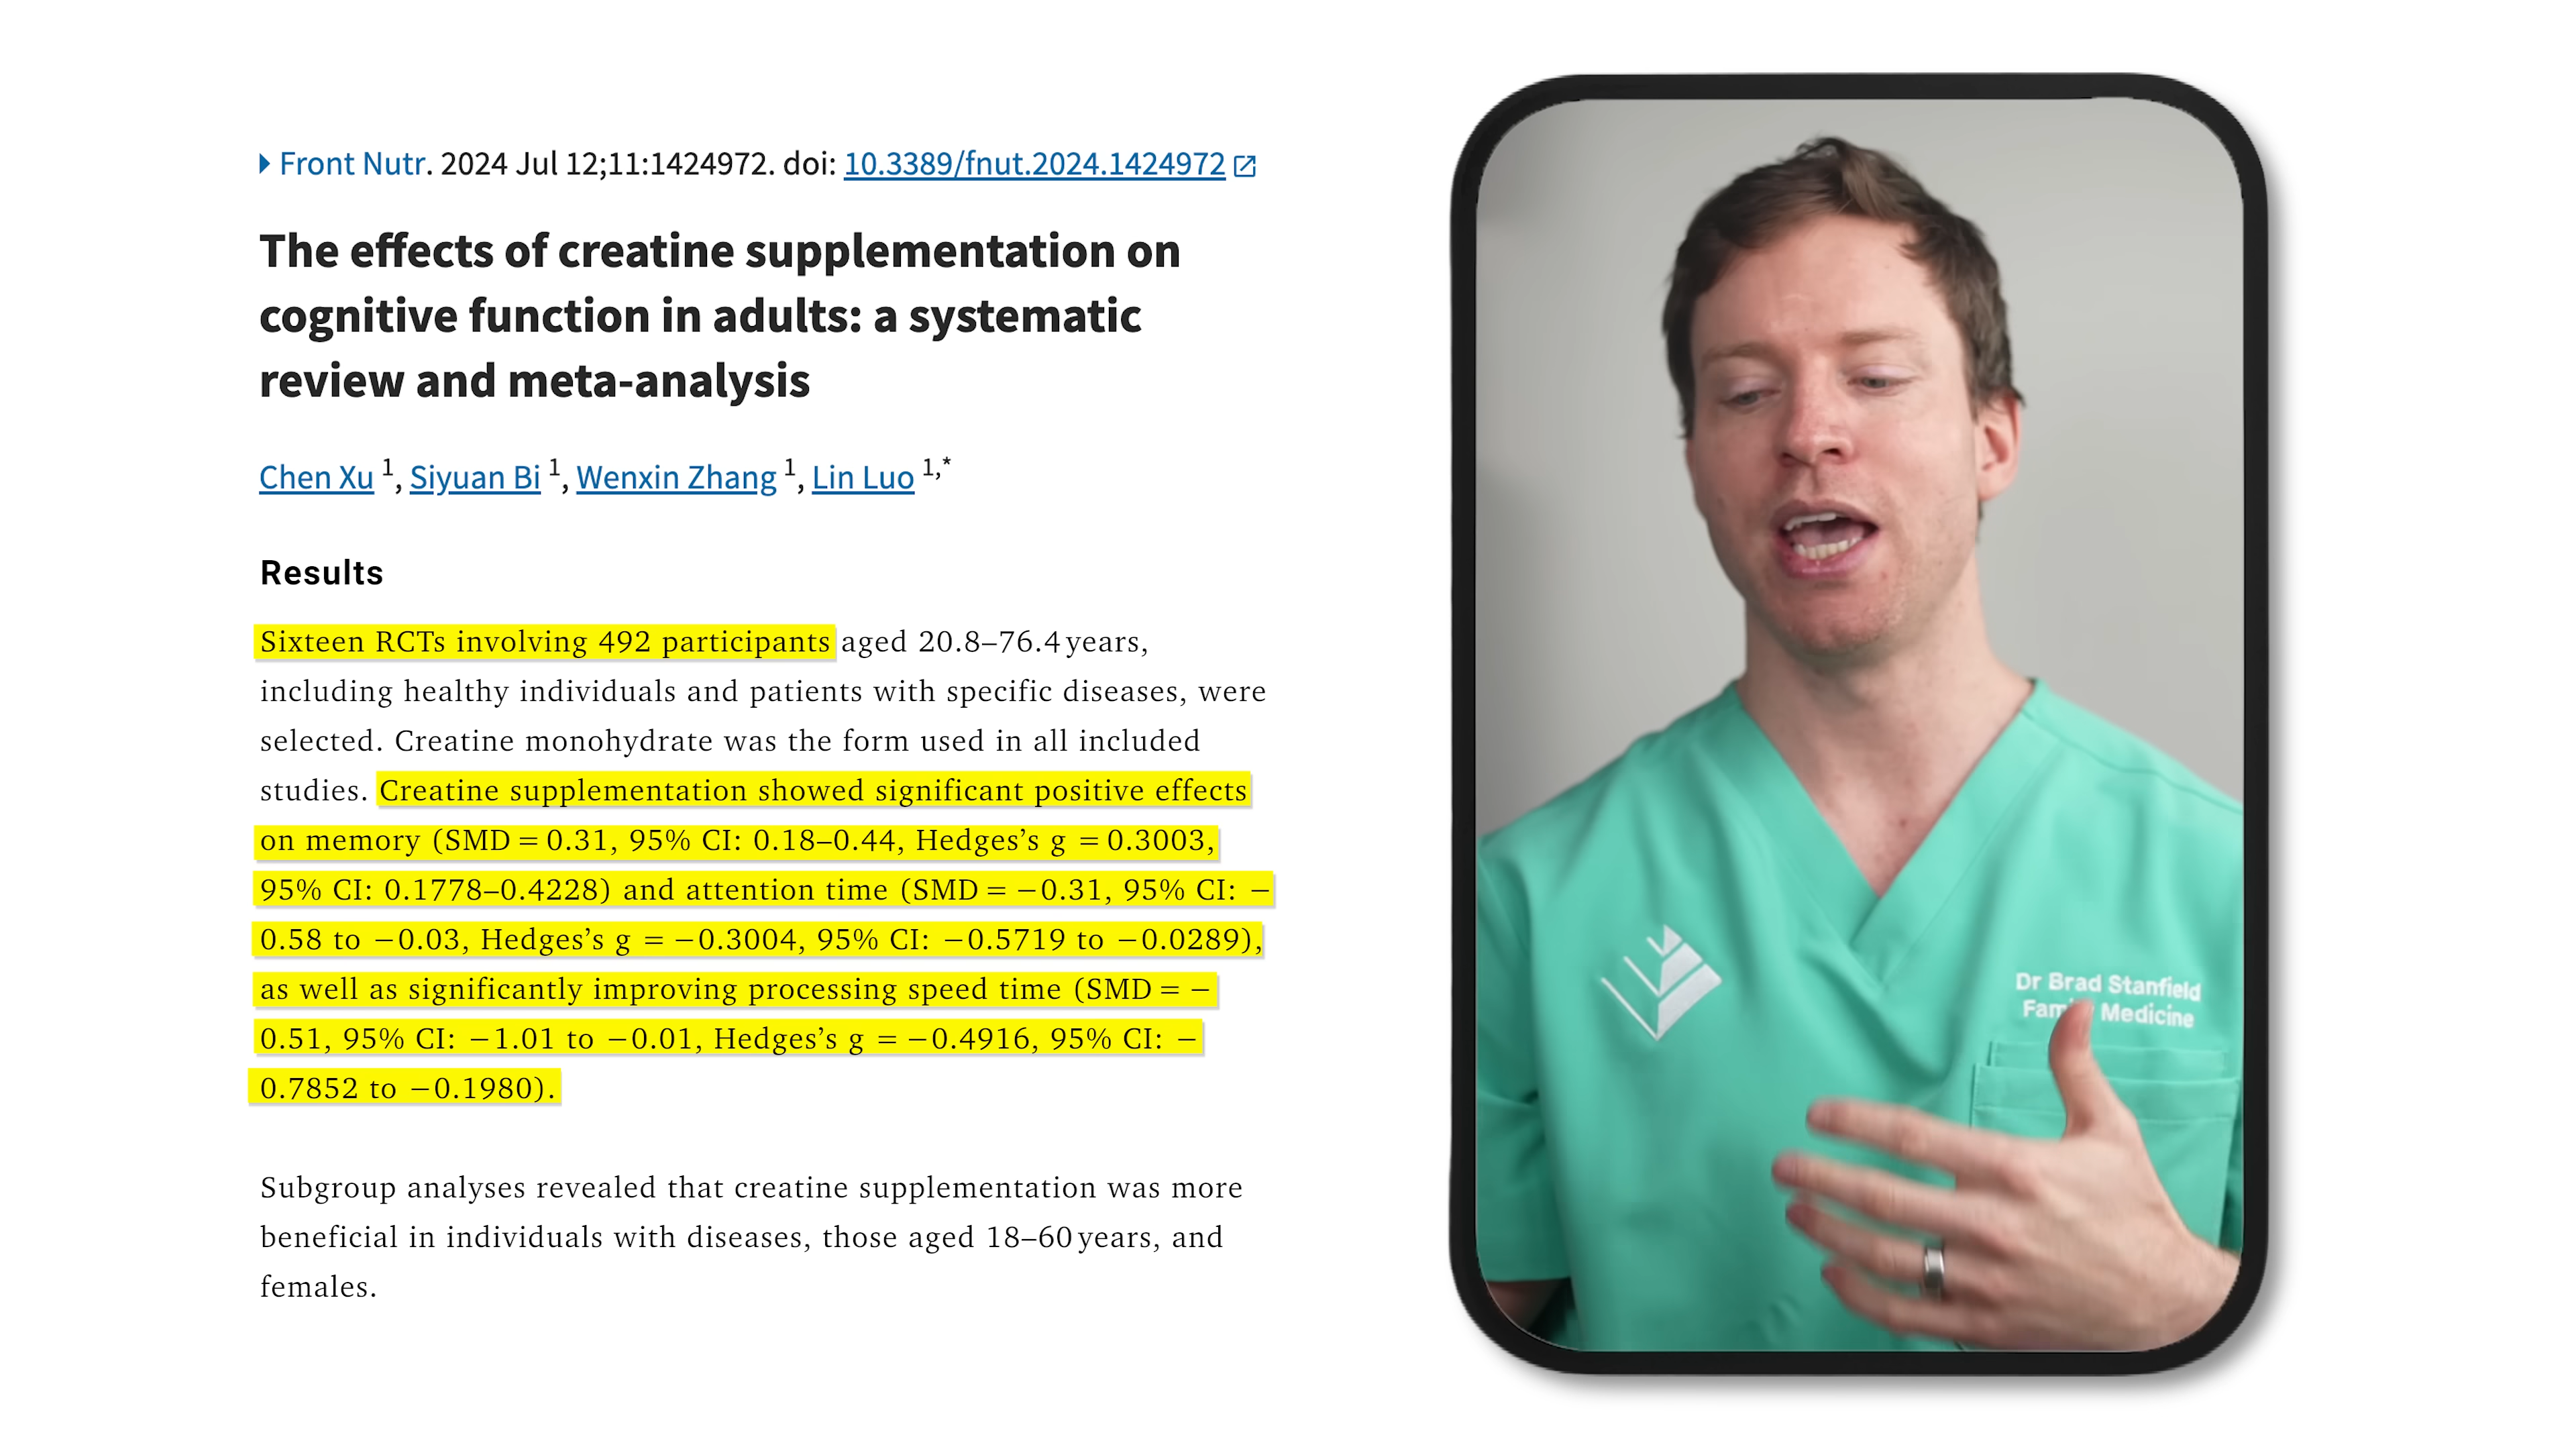 Front Nutr. 2024 Jul 12;11:1424972. doi: 10.3389/fnut.2024.1424972
The effects of creatine supplementation on
cognitive function in adults: a systematic
review and meta-analysis
Chen Xu 1, Siyuan Bi 1, Wenxin Zhang 1, Lin Luo 1,*
Results
Sixteen RCTs involving 492 participants aged 20.8–76.4 years,
including healthy individuals and patients with specific diseases, were
selected. Creatine monohydrate was the form used in all included
studies. Creatine supplementation showed significant positive effects
on memory (SMD = 0.31, 95% CI: 0.18–0.44, Hedges’s g = 0.3003,
95% CI: 0.1778–0.4228) and attention time (SMD = −0.31, 95% CI: −
0.58 to −0.03, Hedges’s g = −0.3004, 95% CI: −0.5719 to −0.0289),
as well as significantly improving processing speed time (SMD = −
0.51, 95% CI: −1.01 to −0.01, Hedges’s g = −0.4916, 95% CI: −
0.7852 to −0.1980).
Subgroup analyses revealed that creatine supplementation was more
beneficial in individuals with diseases, those aged 18–60 years, and
females.
Dr Brad Stanfield
Medicine